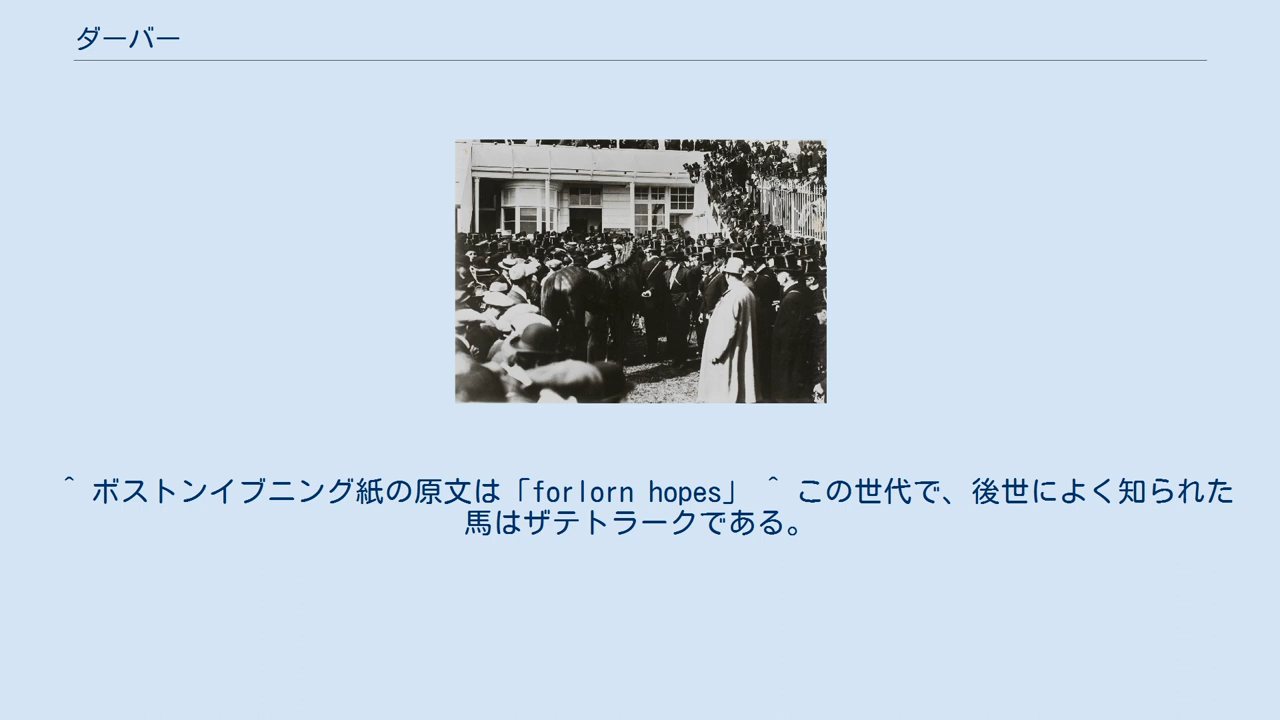 ダーバー
^ ボストンイブニング紙の原文は「forlorn hopes」 ^ この世代で、後世によく知られた
馬はザテトラークである。